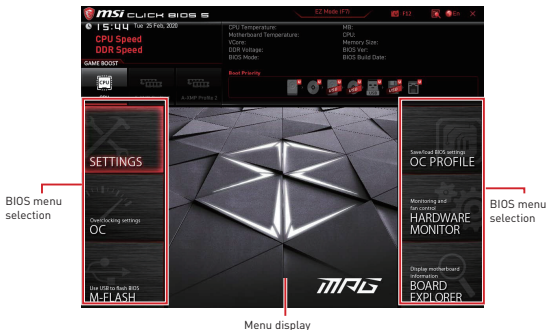 msi CLICK BIOS 5
EZ Mode (F7)
F12
En
X
15:44 Tue 25 Feb, 2020
CPU Speed
DDR Speed
CPU Temperature:
Motherboard Temperature:
VCore:
DDR Voltage:
BIOS Mode:
MB:
CPU:
Memory Size:
BIOS Ver:
BIOS Build Date:
GAME BOOST
CPU
A-XMP Profile 2
Boot Priority
USB
USB
USB
SETTINGS
Overclocking settings
OC
Use USB to flash BIOS
M-FLASH
MPG
Save/load BIOS settings
OC PROFILE
Monitoring and
fan control
HARDWARE
MONITOR
Display motherboard
information
BOARD
EXPLORER
BIOS menu
selection
BIOS menu
selection
Menu display